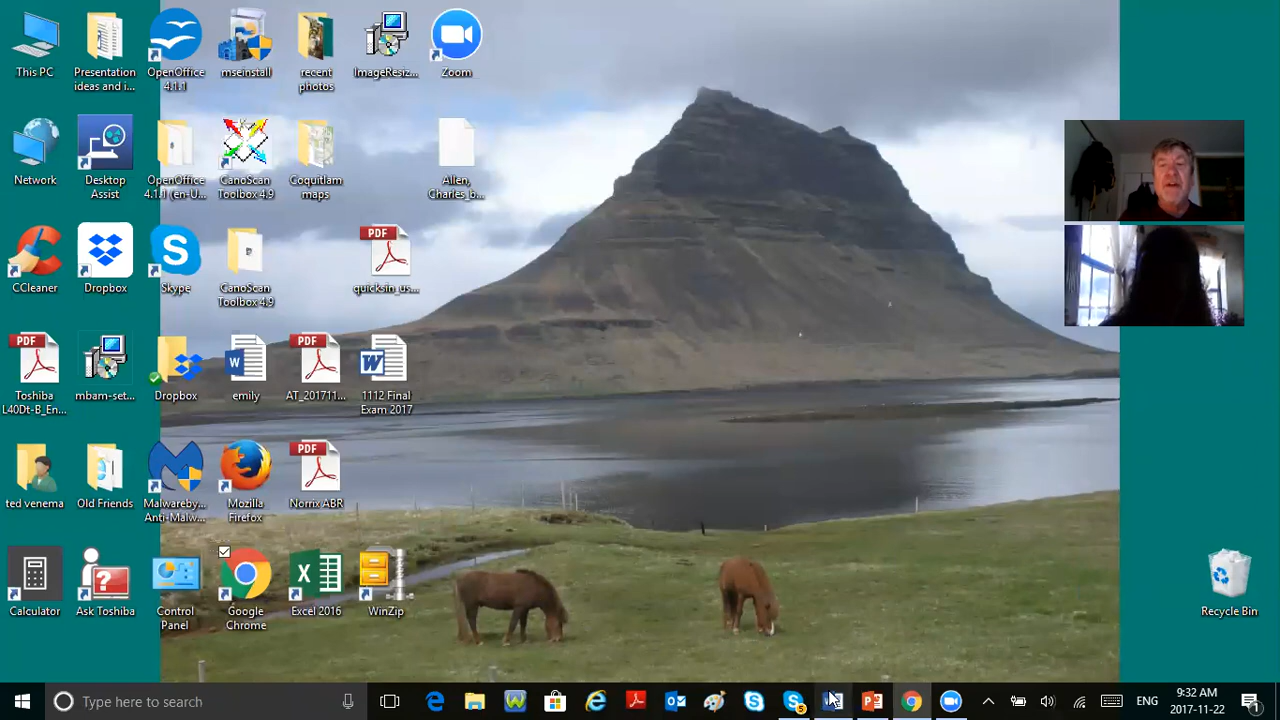 This PC
Presentation
ideas and i...
OpenOffice
4.1.1
mseinstall
recent
photos
ImageResiz...
Zoom
Network
Desktop
Assist
OpenOffice
4.1.1 (en-U...
CanoScan
Toolbox 4.9
Coquitlam
maps
Allen,
Charles_b...
CCleaner
Dropbox
Skype
CanoScan
Toolbox 4.9
PDF
quicksin_us...
PDF
Toshiba
L40Dt-B_En...
mbam-set...
Dropbox
W
emily
PDF
AT_201711...
W
1112 Final
Exam 2017
ted venema
Old Friends
Malwareby...
Anti-Malw...
Mozilla
Firefox
PDF
Norrix ABR
Calculator
Ask Toshiba
Control
Panel
Google
Chrome
Excel 2016
WinZip
Recycle Bin
Type here to search
5
ENG
9:32 AM
2017-11-22
1